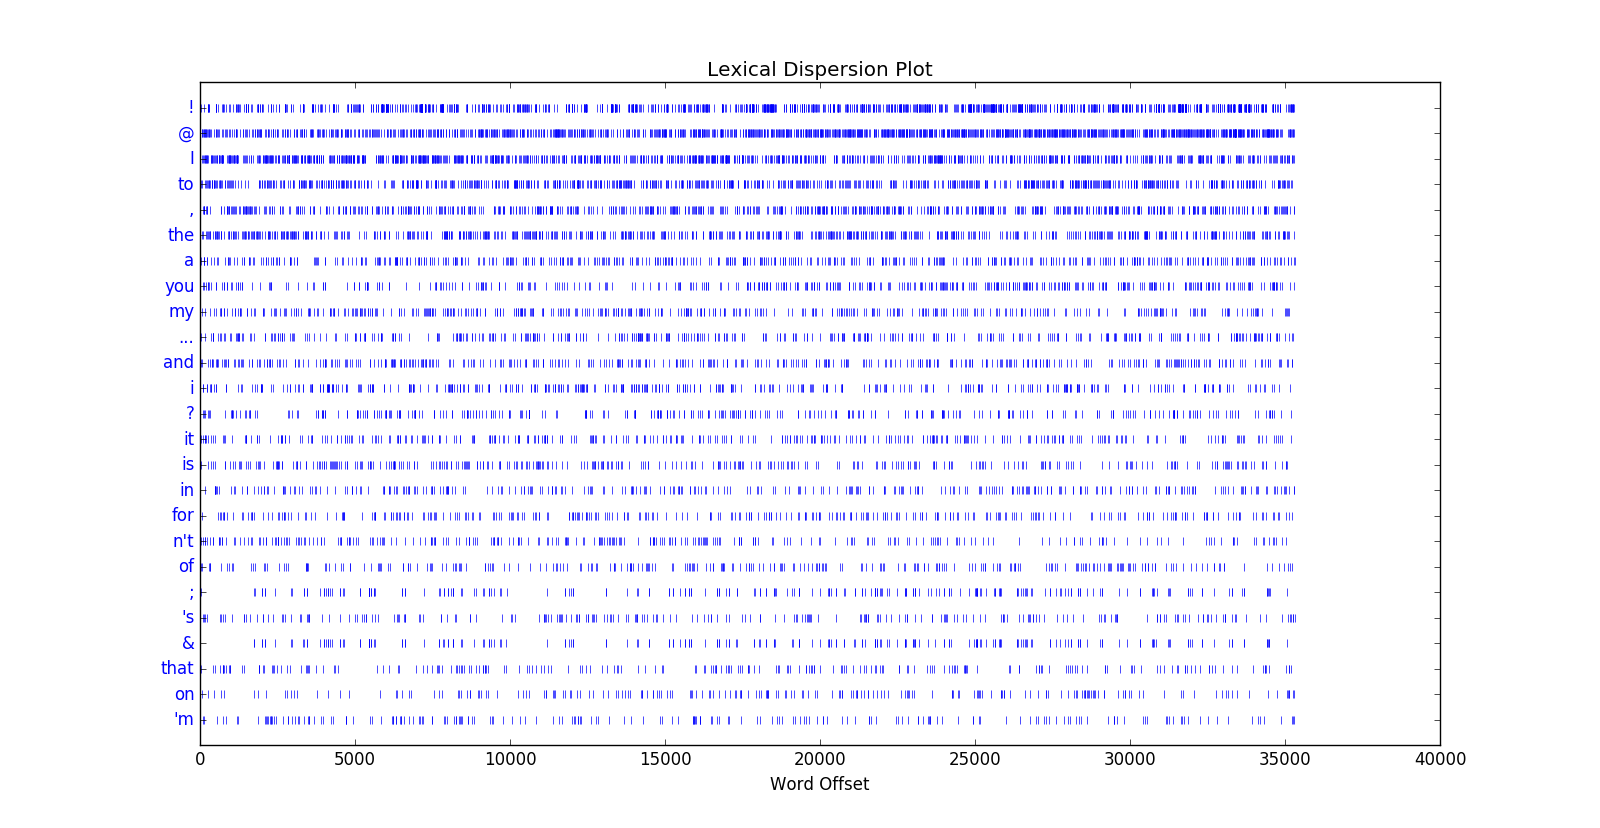 Lexical Dispersion Plot
!
@
I
to
,
the
a
you
my
...
and
i
?
it
is
in
for
n't
of
;
's
&
that
on
'm
0 5000 10000 15000 20000 25000 30000 35000 40000
Word Offset